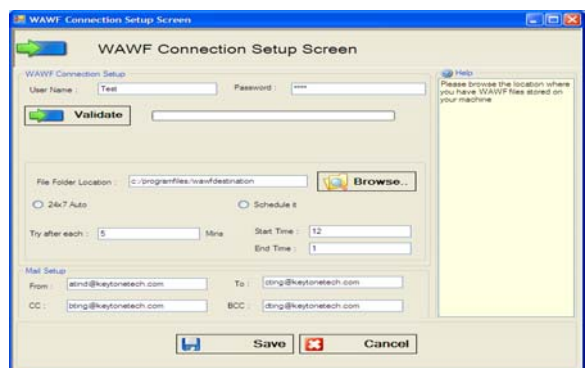 WAWF Connection Setup Screen
WAWF Connection Setup Screen
WAWF Connection Setup
User Name : Test Password : ****
Validate
File Folder Location : c:/programfiles/wawfdestination Browse..
24x7 Auto Schedule it
Try after each : 5 Mins Start Time : 12
End Time : 1
Mail Setup
From : atind@keytonetech.com To : cting@keytonetech.com
CC : bting@keytonetech.com BCC : dting@keytonetech.com
Save Cancel
Help
Please browse the location where
you have WAWF files stored on
your machine